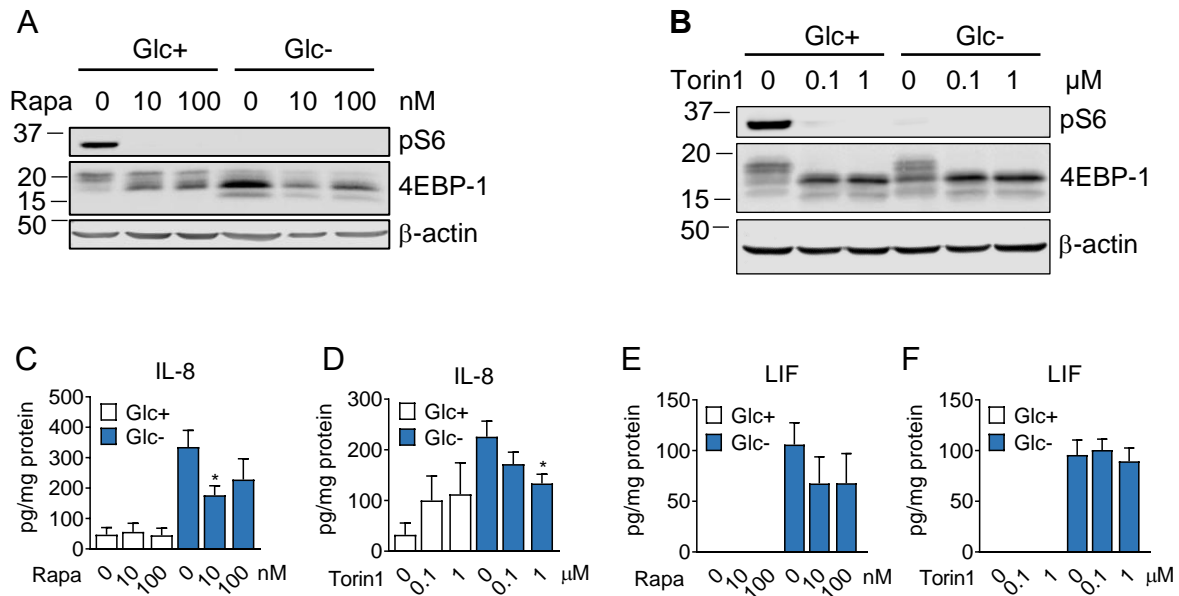 A
Glc+ Glc-
Rapa 0 10 100 0 10 100 nM
37 pS6
20 4EBP-1
15
50 β-actin
B
Glc+ Glc-
Torin1 0 0.1 1 0 0.1 1 μM
37 pS6
20 4EBP-1
15
50 β-actin
C
IL-8
pg/mg protein
500
400
300
200
100
0
Glc+
Glc-
*
Rapa 0 10 100 0 10 100 nM
D
IL-8
pg/mg protein
300
200
100
0
Glc+
Glc-
*
Torin1 0 0.1 1 0 0.1 1 μM
E
LIF
pg/mg protein
150
100
50
0
Glc+
Glc-
Rapa 0 10 100 0 10 100 nM
F
LIF
pg/mg protein
150
100
50
0
Glc+
Glc-
Torin1 0 0.1 1 0 0.1 1 μM